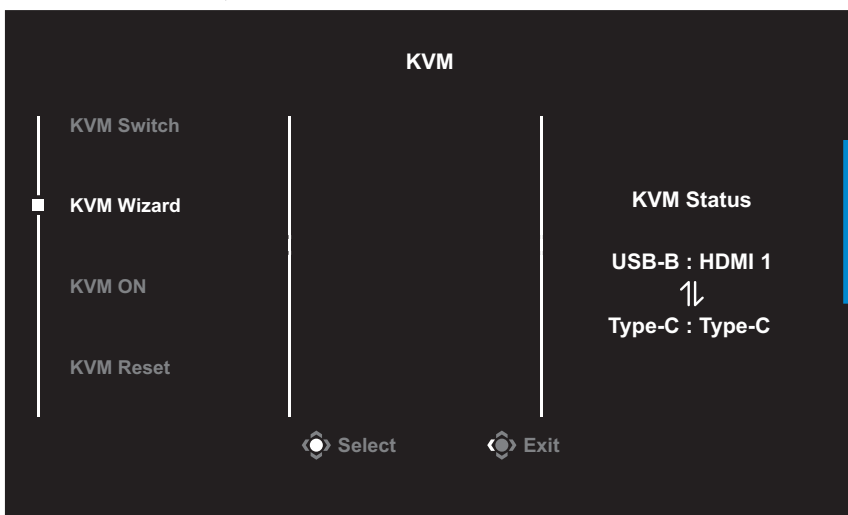 KVM
KVM Switch
KVM Wizard
KVM ON
KVM Reset
KVM Status
USB-B : HDMI 1
Type-C : Type-C
Select
Exit